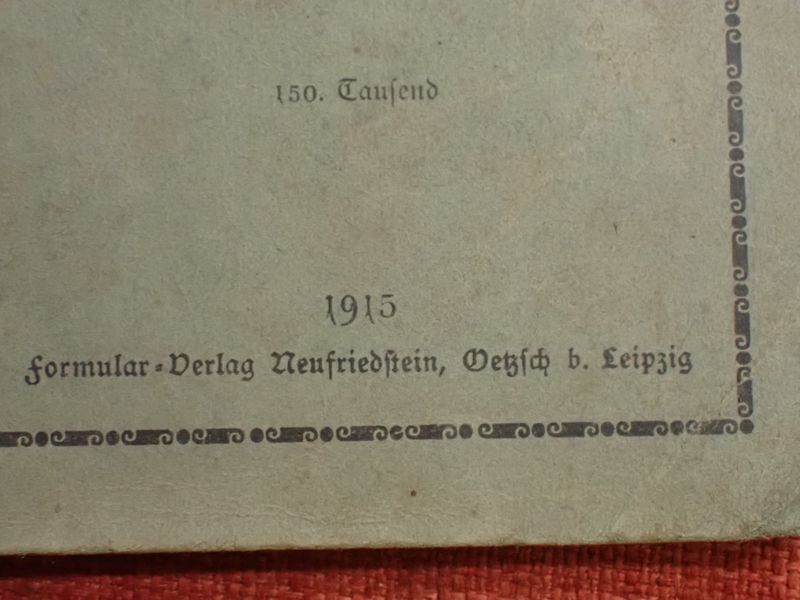 150. Tauſend
1915
Formular-Verlag Neufriedſtein, Oetzſch b. Leipzig